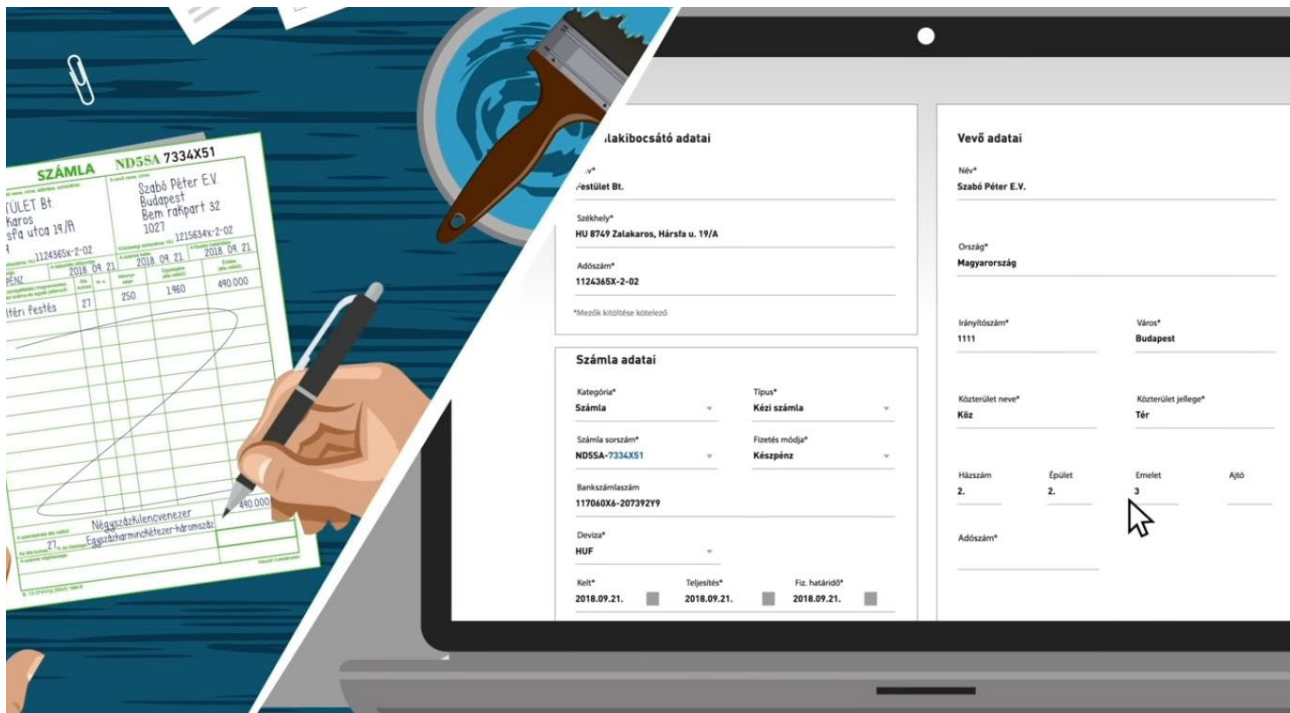 SZÁMLA ND5SA 7334X51
TÜLET Bt.
karos
sfa utca 19/A
1124365x-2-02
Szabó Péter E.V.
Budapest
Bem rakpart 32
1027
1215634x-2-02
PÉNZ
2018 09 21
2018 09 21
2018 09 21
ltéri festés
27
250
1.960
490.000
Négyszázkilencvenezer
490.000
27
Egyszázharminckétezer-háromszáz
lakibocsátó adatai
Festület Bt.
Székhely*
HU 8749 Zalakaros, Hársfa u. 19/A
Adószám*
1124365X-2-02
*Mezők kitöltése kötelező
Számla adatai
Kategória*
Típus*
Számla
Kézi számla
Számla sorszám*
Fizetés módja*
ND5SA-7334X51
Készpénz
Bankszámlaszám
117060X6-207392Y9
Deviza*
HUF
Kelt*
Teljesítés*
Fiz. határidő*
2018.09.21.
2018.09.21.
2018.09.21.
Vevő adatai
Név*
Szabó Péter E.V.
Ország*
Magyarország
Irányítószám*
Város*
1111
Budapest
Közterület neve*
Közterület jellege*
Köz
Tér
Házszám
Épület
Emelet
Ajtó
2.
2.
3
Adószám*